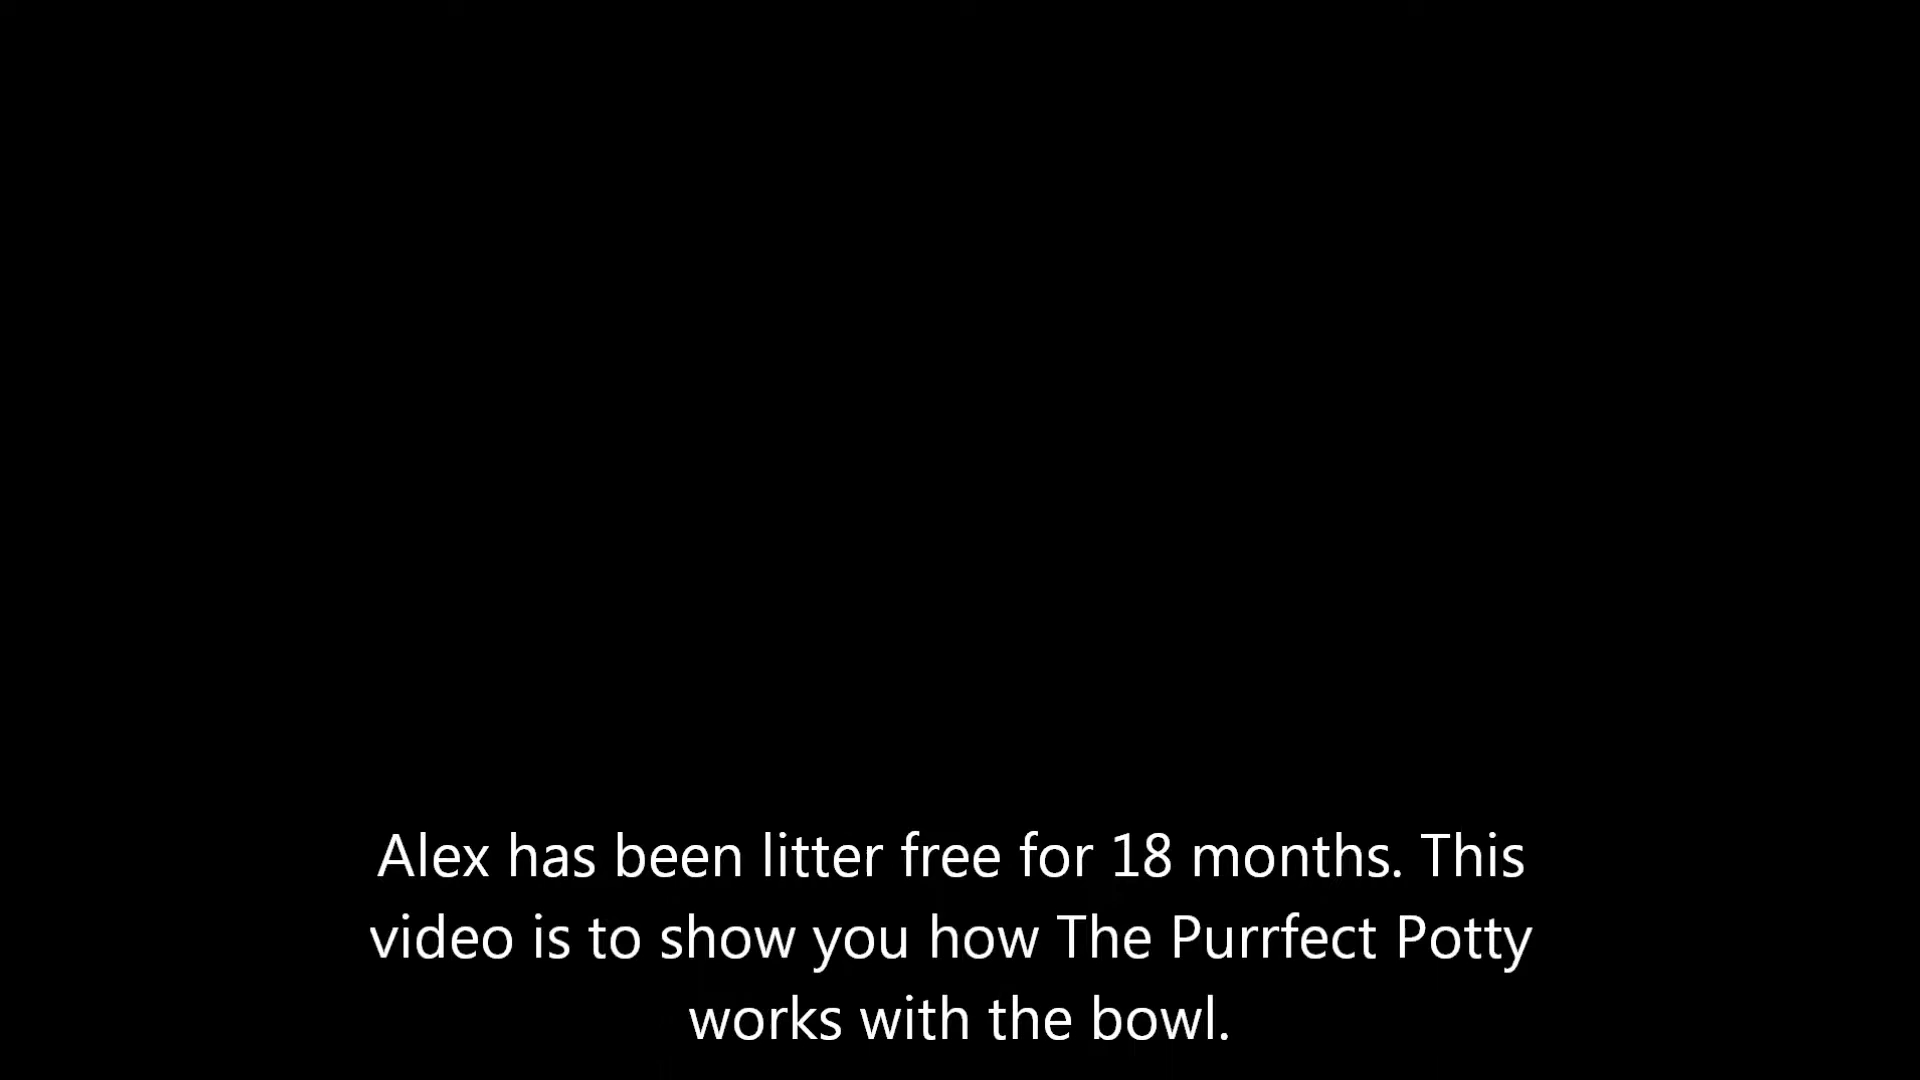 Alex has been litter free for 18 months. This
video is to show you how The Purrfect Potty
works with the bowl.